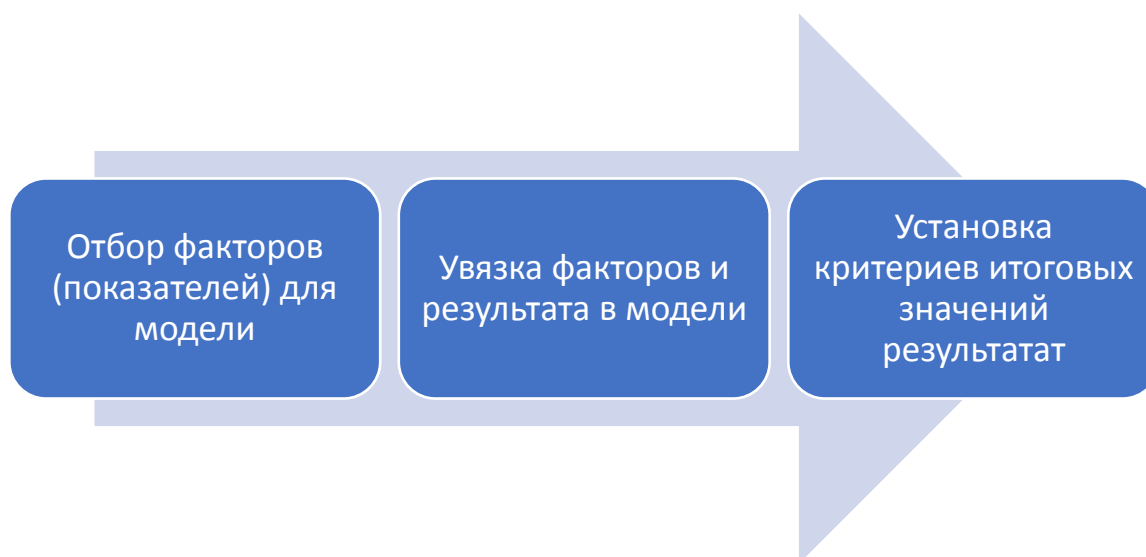 Отбор факторов
(показателей) для
модели
Увязка факторов и
результата в модели
Установка
критериев итоговых
значений
результатат